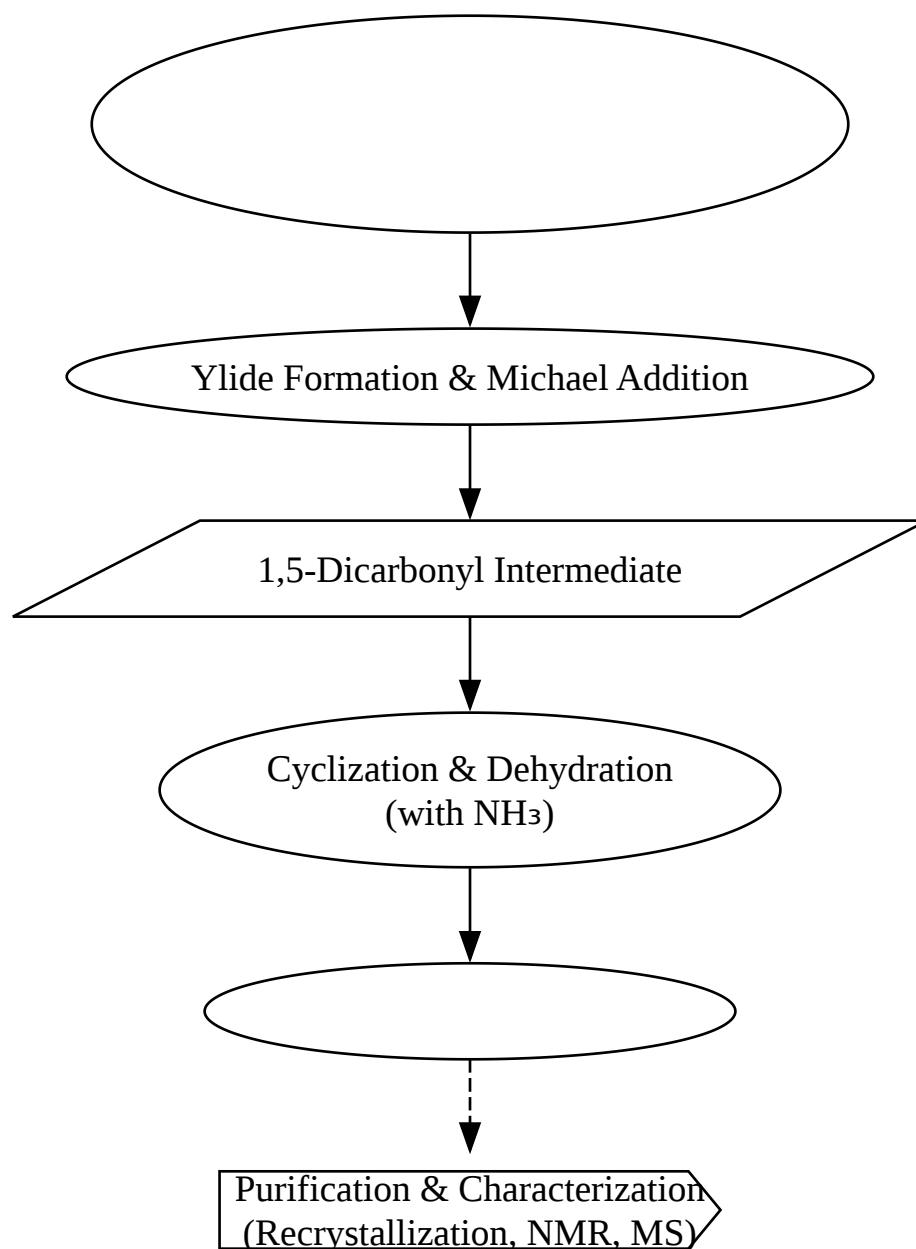 Ylide Formation & Michael Addition
1,5-Dicarbonyl Intermediate
Cyclization & Dehydration
(with NH₃)
Purification & Characterization
(Recrystallization, NMR, MS)